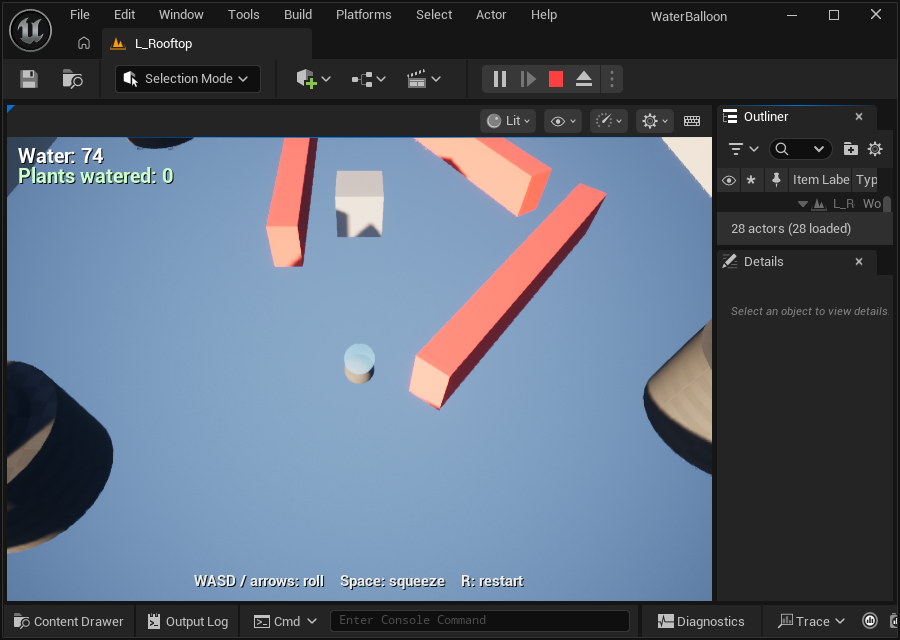 File Edit Window Tools Build Platforms Select Actor Help
WaterBalloon
L_Rooftop
Selection Mode
Lit
Outliner
Item Labe Typ
L_R Wo
28 actors (28 loaded)
Details
Select an object to view details.
Water: 74
Plants watered: 0
WASD / arrows: roll Space: squeeze R: restart
Content Drawer Output Log Cmd Enter Console Command Diagnostics Trace